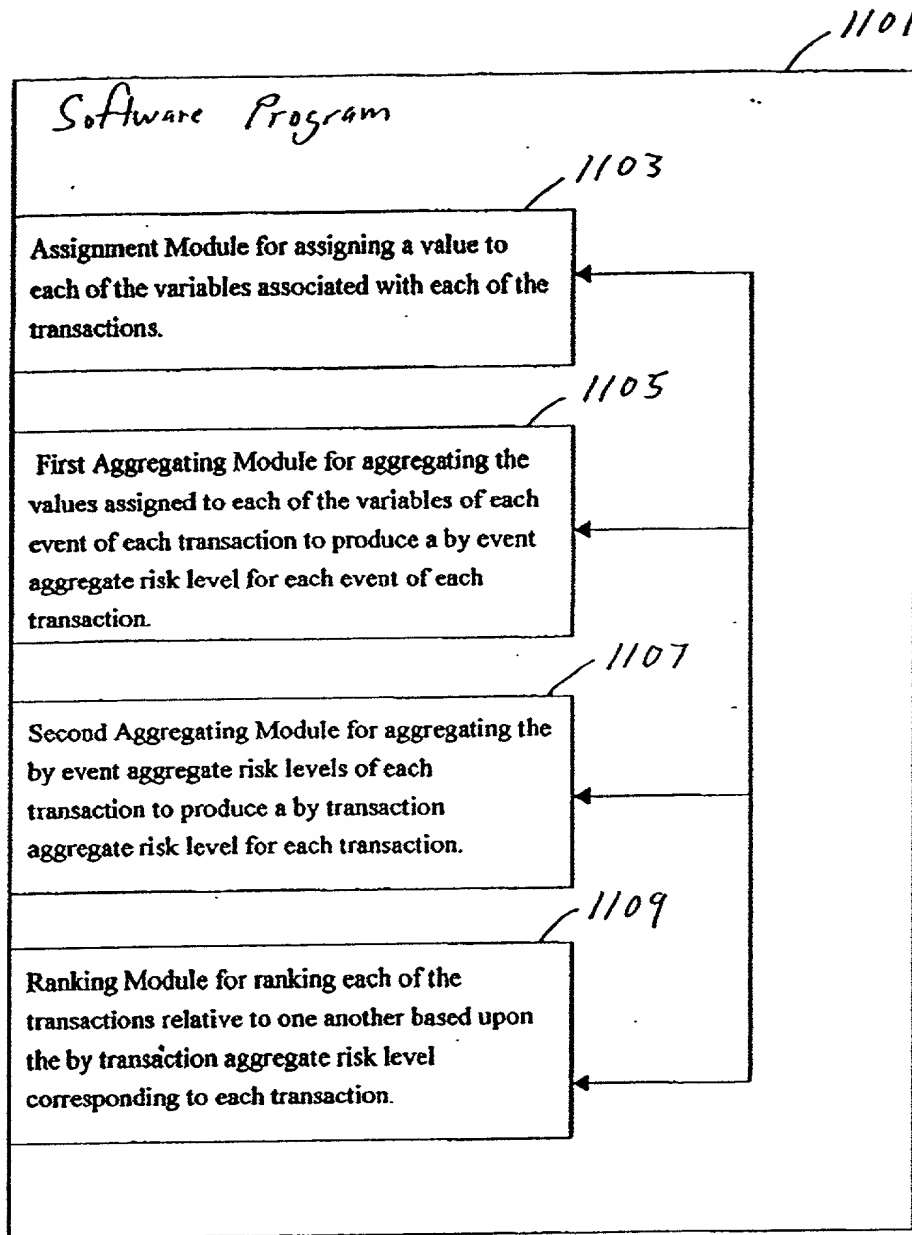 1101
Software Program
1103
Assignment Module for assigning a value to
each of the variables associated with each of the
transactions.
1105
First Aggregating Module for aggregating the
values assigned to each of the variables of each
event of each transaction to produce a by event
aggregate risk level for each event of each
transaction.
1107
Second Aggregating Module for aggregating the
by event aggregate risk levels of each
transaction to produce a by transaction
aggregate risk level for each transaction.
1109
Ranking Module for ranking each of the
transactions relative to one another based upon
the by transaction aggregate risk level
corresponding to each transaction.